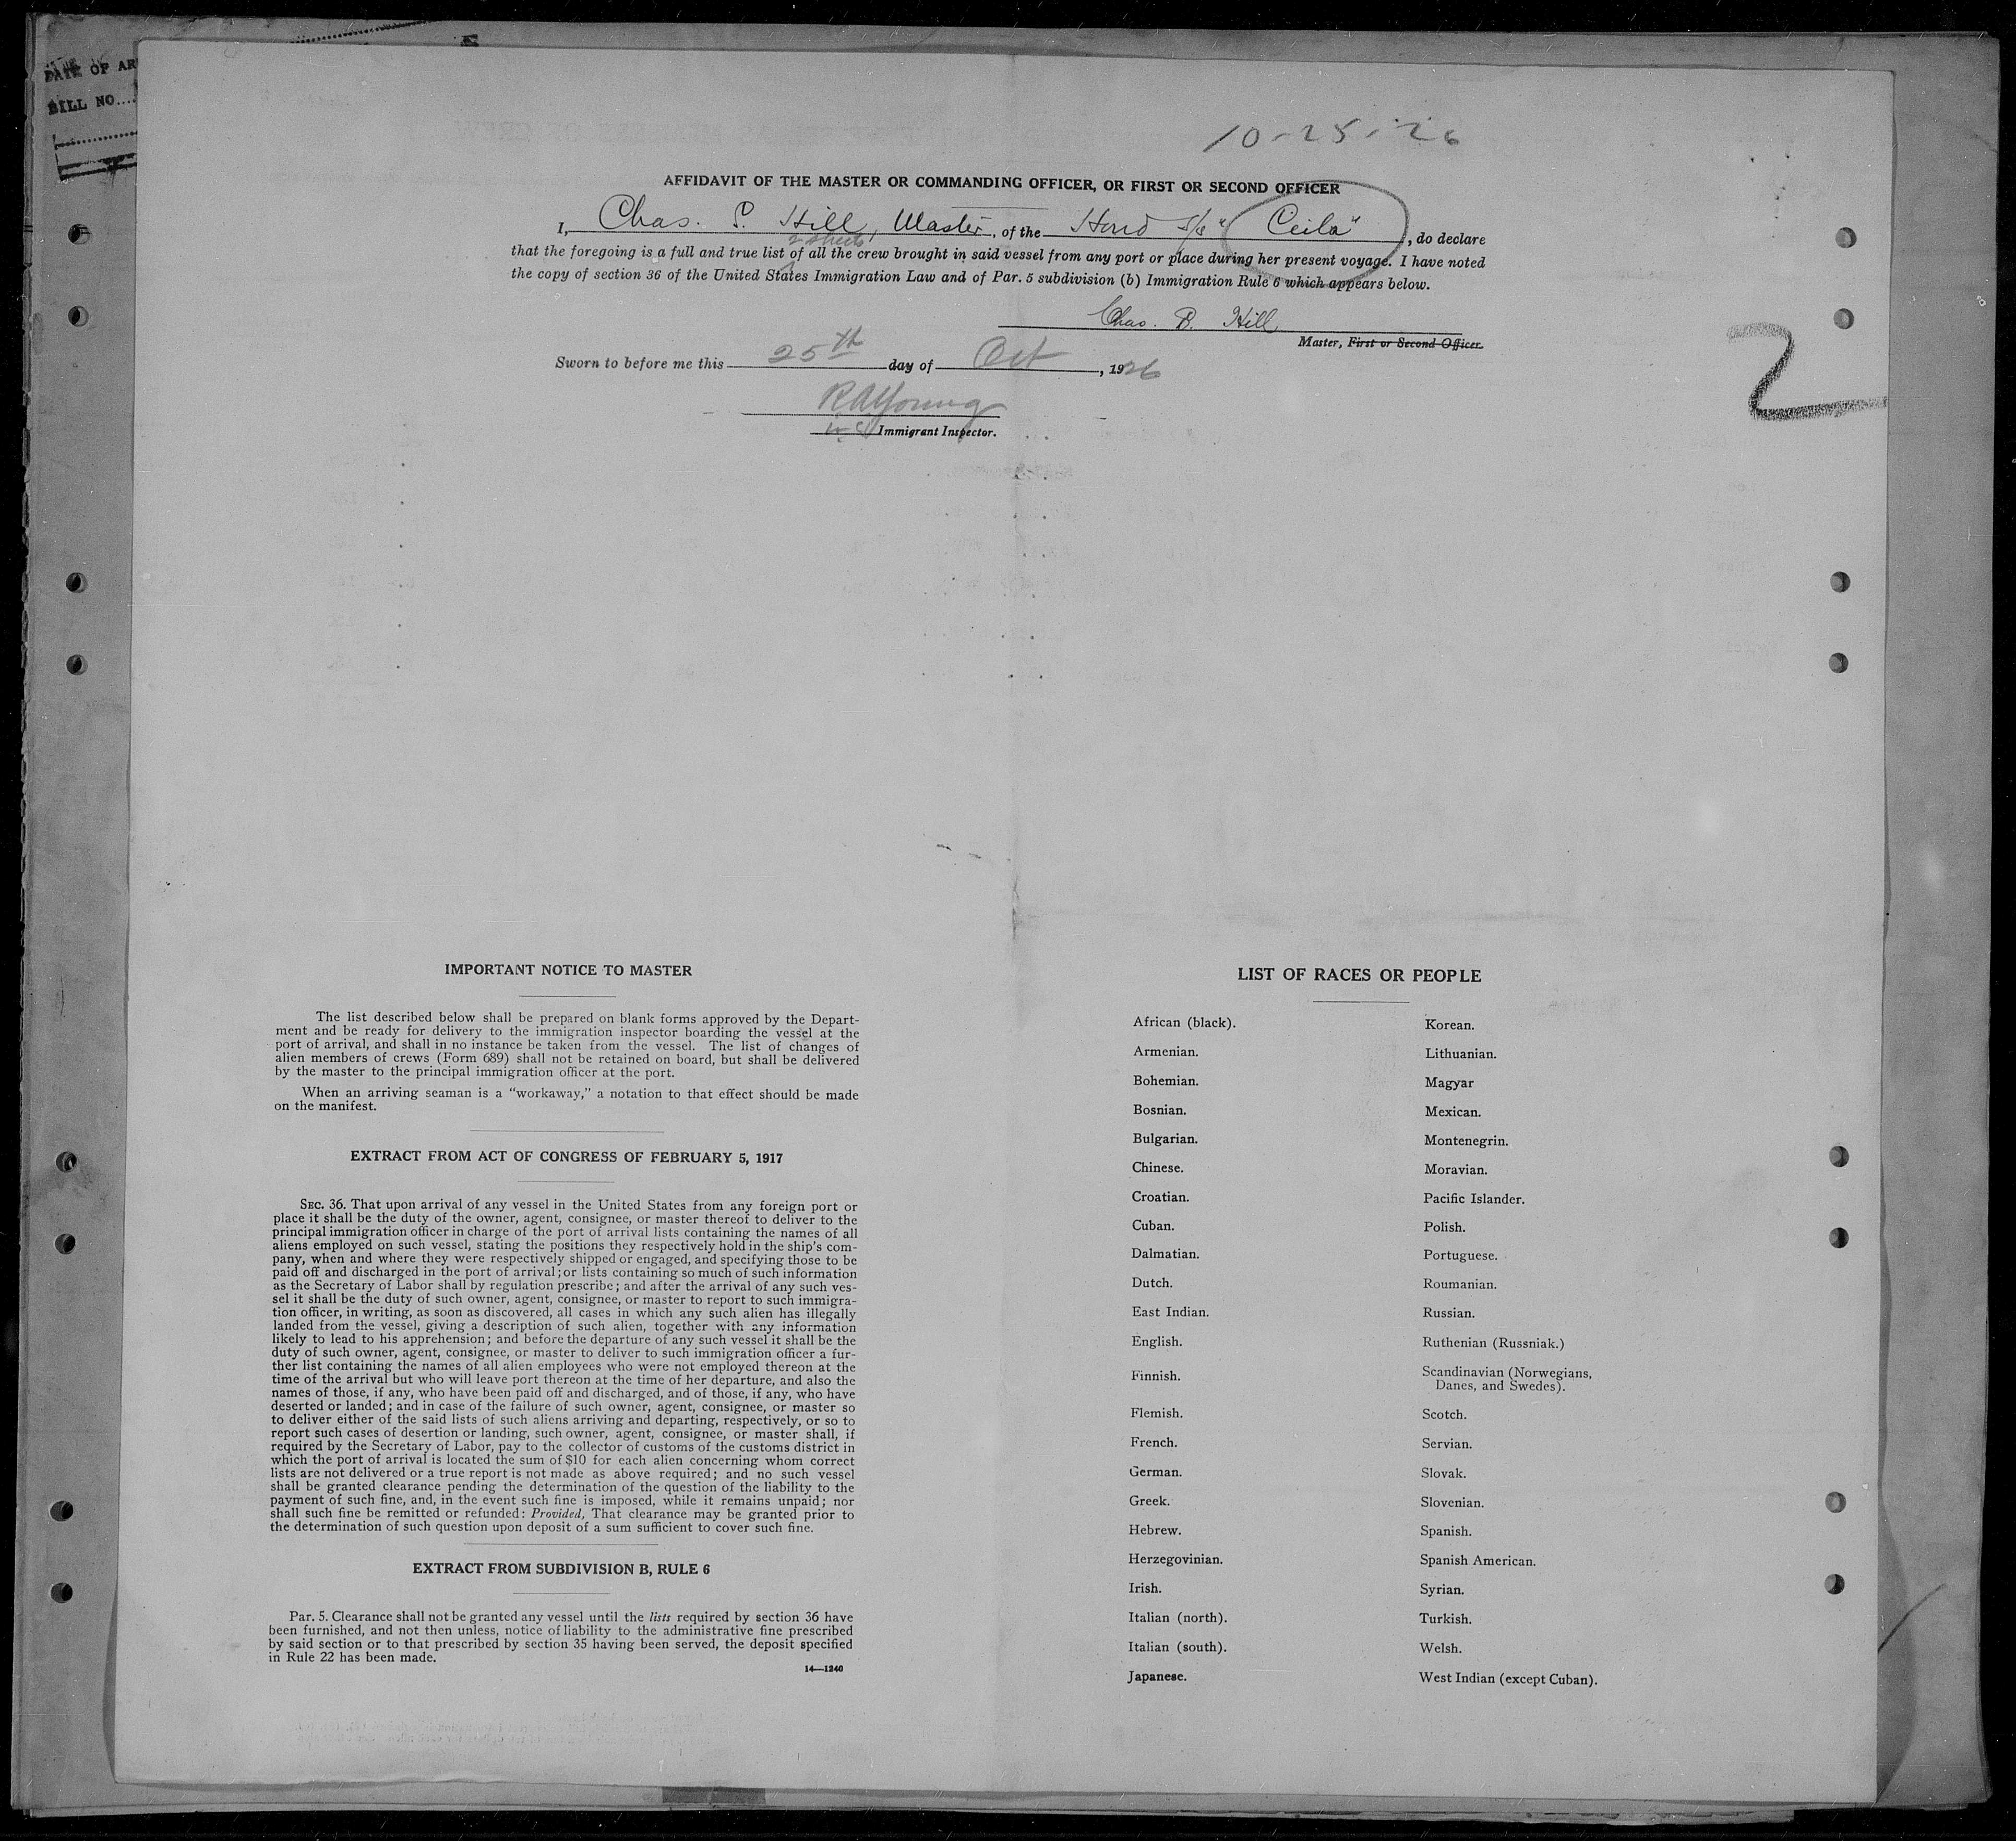 DATE OF AR
BILL NO....
10-25-26
AFFIDAVIT OF THE MASTER OR COMMANDING OFFICER, OR FIRST OR SECOND OFFICER
I, Chas. P. Hill, Master, of the Hond S/S "Ceila", do declare
2 sheets
that the foregoing is a full and true list of all the crew brought in said vessel from any port or place during her present voyage. I have noted
the copy of section 36 of the United States Immigration Law and of Par. 5 subdivision (b) Immigration Rule 6 which appears below.
Chas. P. Hill
Master, First or Second Officer.
Sworn to before me this 25th day of Oct, 1926
2
RAYoung
Immigrant Inspector.
IMPORTANT NOTICE TO MASTER
The list described below shall be prepared on blank forms approved by the Depart-
ment and be ready for delivery to the immigration inspector boarding the vessel at the
port of arrival, and shall in no instance be taken from the vessel. The list of changes of
alien members of crews (Form 689) shall not be retained on board, but shall be delivered
by the master to the principal immigration officer at the port.
When an arriving seaman is a "workaway," a notation to that effect should be made
on the manifest.
EXTRACT FROM ACT OF CONGRESS OF FEBRUARY 5, 1917
SEC. 36. That upon arrival of any vessel in the United States from any foreign port or
place it shall be the duty of the owner, agent, consignee, or master thereof to deliver to the
principal immigration officer in charge of the port of arrival lists containing the names of all
aliens employed on such vessel, stating the positions they respectively hold in the ship's com-
pany, when and where they were respectively shipped or engaged, and specifying those to be
paid off and discharged in the port of arrival; or lists containing so much of such information
as the Secretary of Labor shall by regulation prescribe; and after the arrival of any such ves-
sel it shall be the duty of such owner, agent, consignee, or master to report to such immigra-
tion officer, in writing, as soon as discovered, all cases in which any such alien has illegally
landed from the vessel, giving a description of such alien, together with any information
likely to lead to his apprehension; and before the departure of any such vessel it shall be the
duty of such owner, agent, consignee, or master to deliver to such immigration officer a fur-
ther list containing the names of all alien employees who were not employed thereon at the
time of the arrival but who will leave port thereon at the time of her departure, and also the
names of those, if any, who have been paid off and discharged, and of those, if any, who have
deserted or landed; and in case of the failure of such owner, agent, consignee, or master so
to deliver either of the said lists of such aliens arriving and departing, respectively, or so to
report such cases of desertion or landing, such owner, agent, consignee, or master shall, if
required by the Secretary of Labor, pay to the collector of customs of the customs district in
which the port of arrival is located the sum of $10 for each alien concerning whom correct
lists are not delivered or a true report is not made as above required; and no such vessel
shall be granted clearance pending the determination of the question of the liability to the
payment of such fine, and, in the event such fine is imposed, while it remains unpaid; nor
shall such fine be remitted or refunded: Provided, That clearance may be granted prior to
the determination of such question upon deposit of a sum sufficient to cover such fine.
EXTRACT FROM SUBDIVISION B, RULE 6
Par. 5. Clearance shall not be granted any vessel until the lists required by section 36 have
been furnished, and not then unless, notice of liability to the administrative fine prescribed
by said section or to that prescribed by section 35 having been served, the deposit specified
in Rule 22 has been made.
14—1240
LIST OF RACES OR PEOPLE
African (black).
Armenian.
Bohemian.
Bosnian.
Bulgarian.
Chinese.
Croatian.
Cuban.
Dalmatian.
Dutch.
East Indian.
English.
Finnish.
Flemish.
French.
German.
Greek.
Hebrew.
Herzegovinian.
Irish.
Italian (north).
Italian (south).
Japanese.
Korean.
Lithuanian.
Magyar
Mexican.
Montenegrin.
Moravian.
Pacific Islander.
Polish.
Portuguese.
Roumanian.
Russian.
Ruthenian (Russniak.)
Scandinavian (Norwegians,
Danes, and Swedes).
Scotch.
Servian.
Slovak.
Slovenian.
Spanish.
Spanish American.
Syrian.
Turkish.
Welsh.
West Indian (except Cuban).